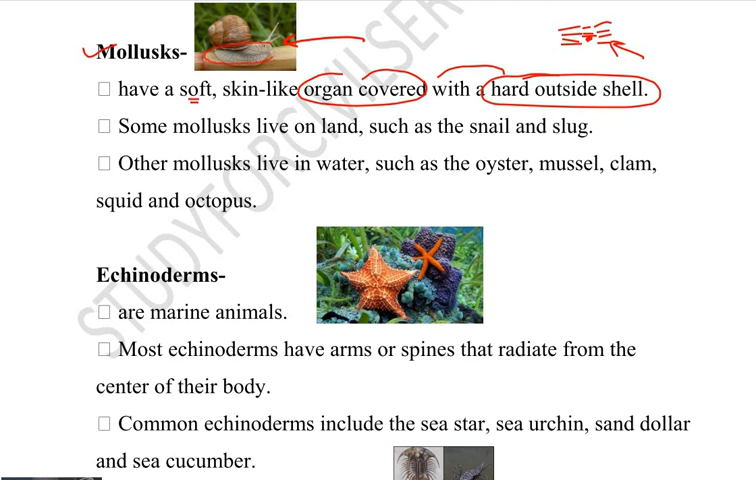 Mollusks-
□ have a soft, skin-like organ covered with a hard outside shell.
□ Some mollusks live on land, such as the snail and slug.
□ Other mollusks live in water, such as the oyster, mussel, clam,
squid and octopus.
STUDYFORCIVILSER
Echinoderms-
□ are marine animals.
□ Most echinoderms have arms or spines that radiate from the
center of their body.
□ Common echinoderms include the sea star, sea urchin, sand dollar
and sea cucumber.